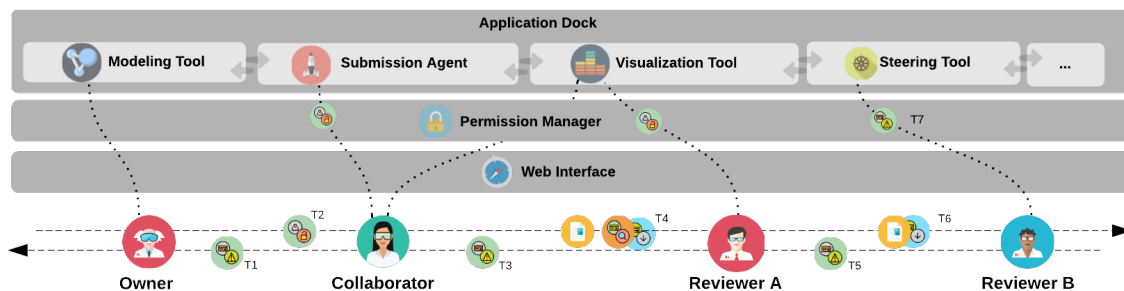 Application Dock
Modeling Tool
Submission Agent
Visualization Tool
Steering Tool
...
Permission Manager
T7
Web Interface
T2
T4
T6
T1
T3
T5
Owner
Collaborator
Reviewer A
Reviewer B